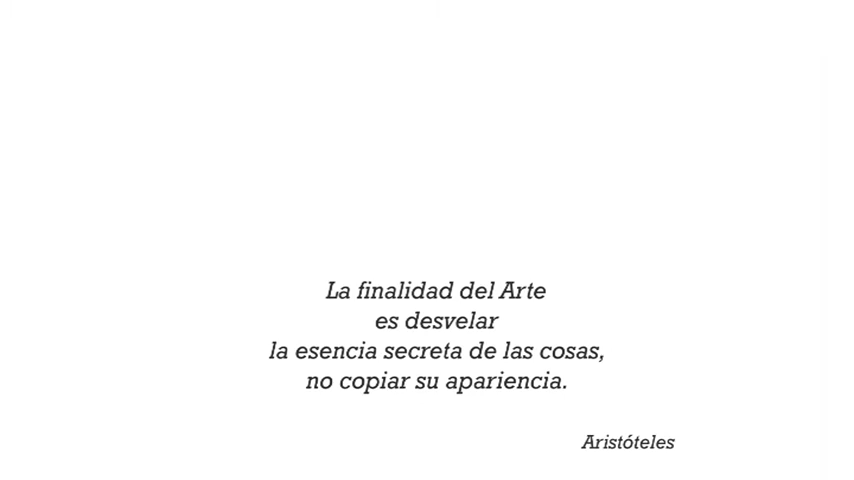 La finalidad del Arte
es desvelar
la esencia secreta de las cosas,
no copiar su apariencia.
Aristóteles